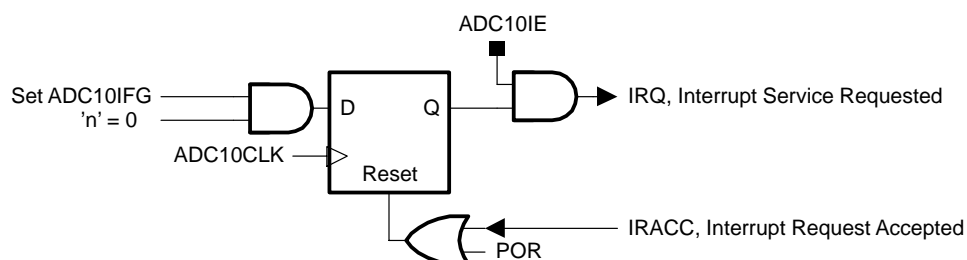 ADC10IE
Set ADC10IFG
'n' = 0
D
Q
IRQ, Interrupt Service Requested
ADC10CLK
Reset
IRACC, Interrupt Request Accepted
POR